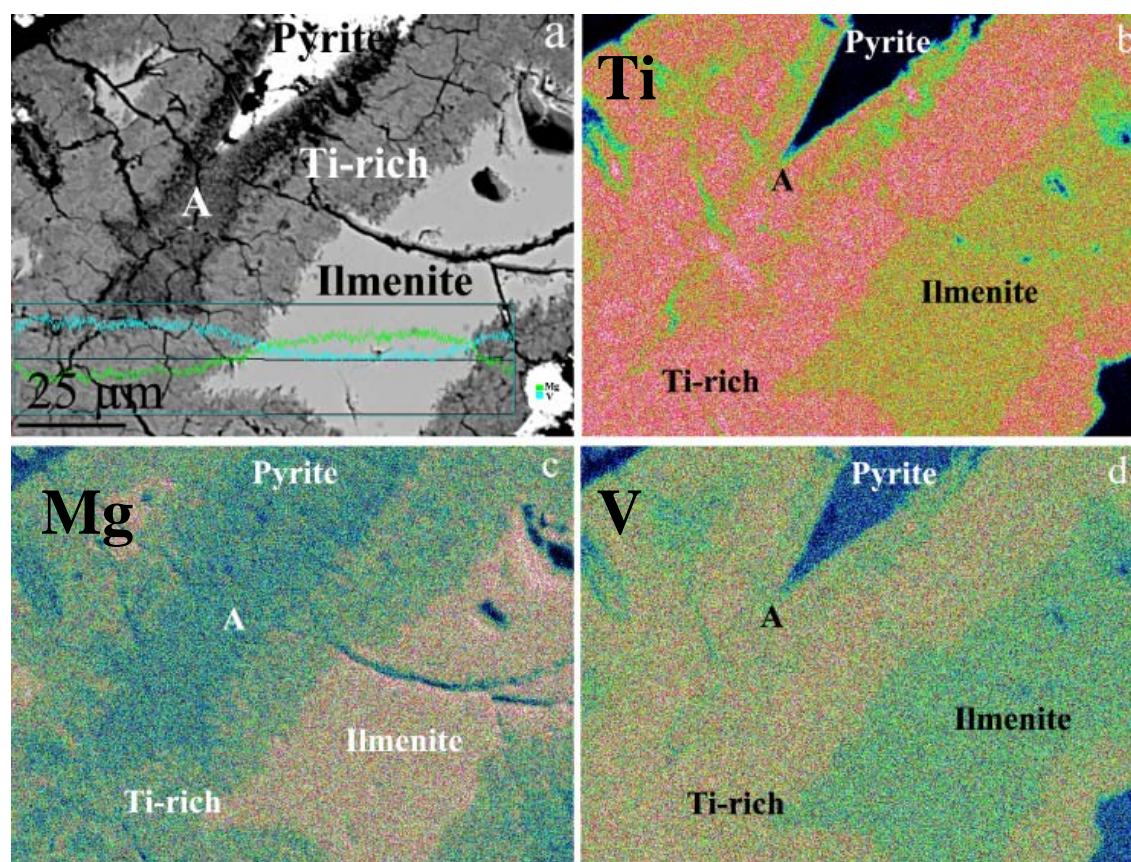 Pyrite
a
Ti-rich
A
Ilmenite
Mg
V
25 μm
Pyrite
b
Ti
A
Ilmenite
Ti-rich
Pyrite
c
Mg
A
Ilmenite
Ti-rich
Pyrite
d
V
A
Ilmenite
Ti-rich